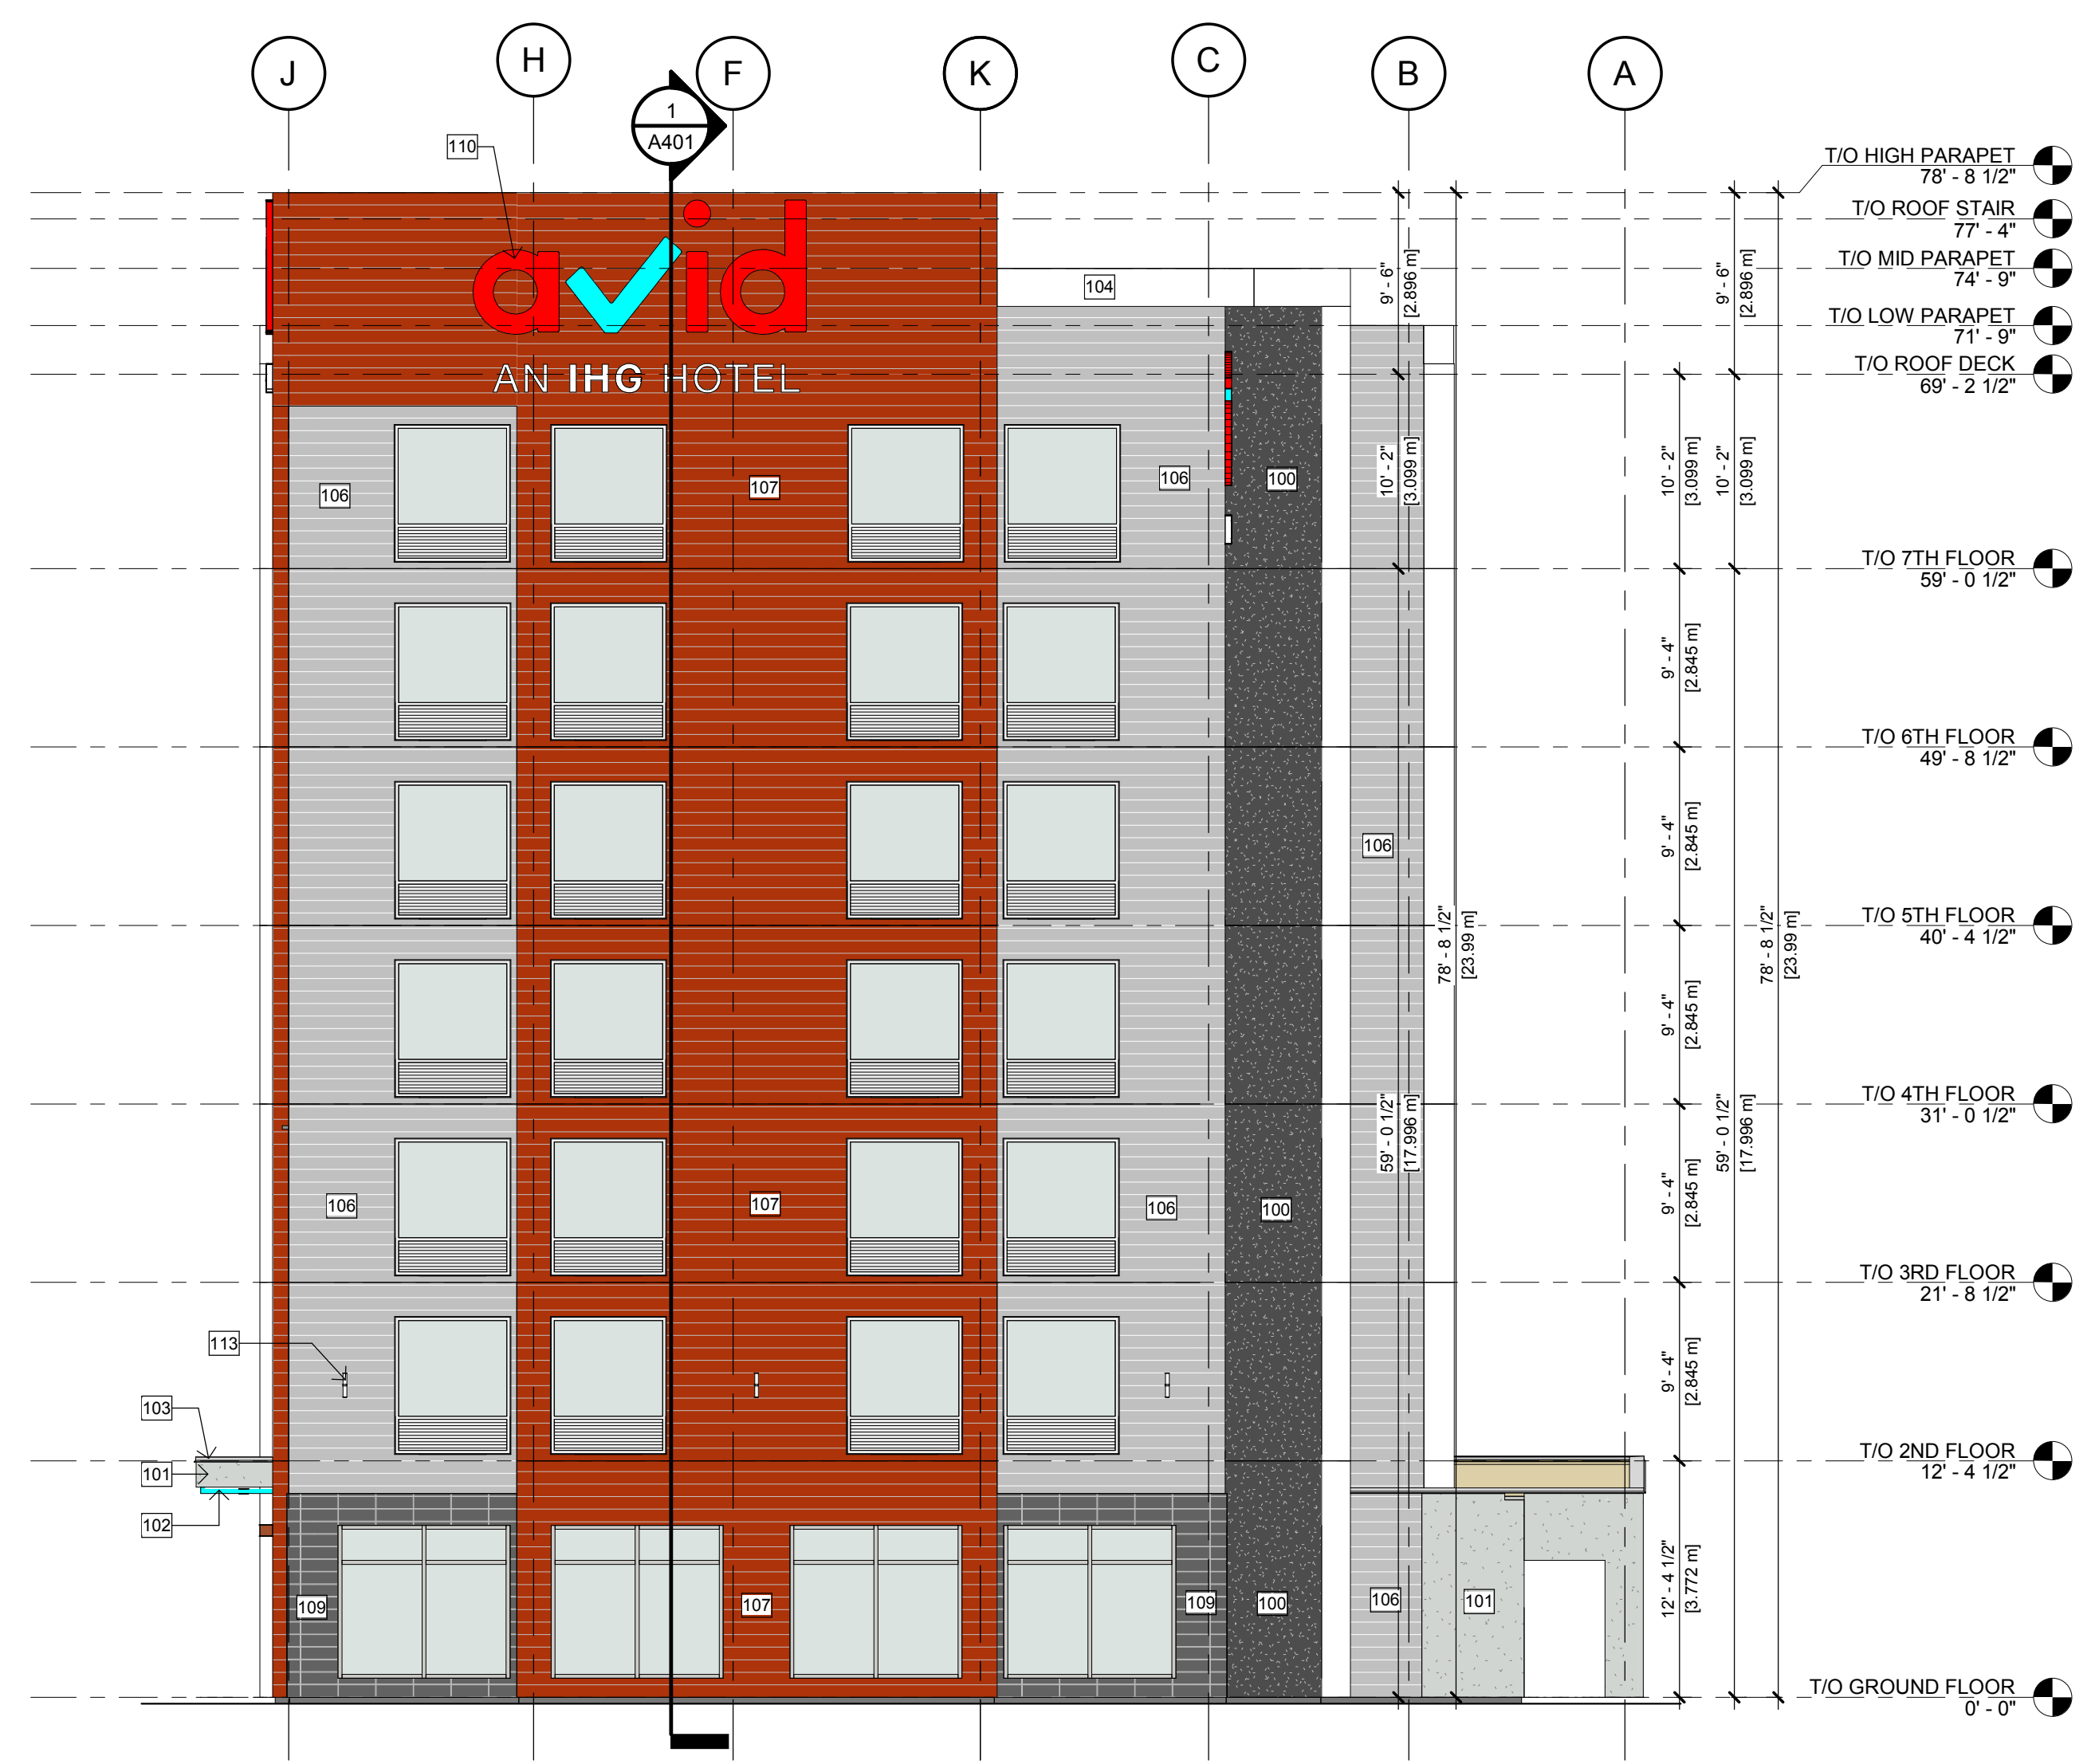 J
H
F
K
C
B
A
1
A401
110
T/O HIGH PARAPET
78' - 8 1/2"
T/O ROOF STAIR
77' - 4"
T/O MID PARAPET
74' - 9"
T/O LOW PARAPET
71' - 9"
T/O ROOF DECK
69' - 2 1/2"
avid
AN IHG HOTEL
104
9' - 6"
[2.896 m]
9' - 6"
[2.896 m]
106
107
106
100
10' - 2"
[3.099 m]
10' - 2"
[3.099 m]
10' - 2"
[3.099 m]
T/O 7TH FLOOR
59' - 0 1/2"
9' - 4"
[2.845 m]
T/O 6TH FLOOR
49' - 8 1/2"
106
9' - 4"
[2.845 m]
78' - 8 1/2"
[23.99 m]
78' - 8 1/2"
[23.99 m]
T/O 5TH FLOOR
40' - 4 1/2"
9' - 4"
[2.845 m]
T/O 4TH FLOOR
31' - 0 1/2"
59' - 0 1/2"
[17.996 m]
59' - 0 1/2"
[17.996 m]
106
107
106
100
9' - 4"
[2.845 m]
T/O 3RD FLOOR
21' - 8 1/2"
113
9' - 4"
[2.845 m]
103
101
102
T/O 2ND FLOOR
12' - 4 1/2"
109
107
109
100
106
101
12' - 4 1/2"
[3.772 m]
T/O GROUND FLOOR
0' - 0"